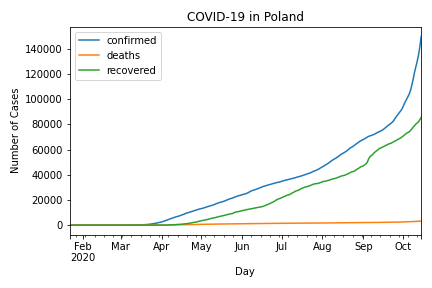 COVID-19 in Poland
confirmed
deaths
recovered
Number of Cases
140000
120000
100000
80000
60000
40000
20000
0
Feb Mar Apr May Jun Jul Aug Sep Oct
2020
Day